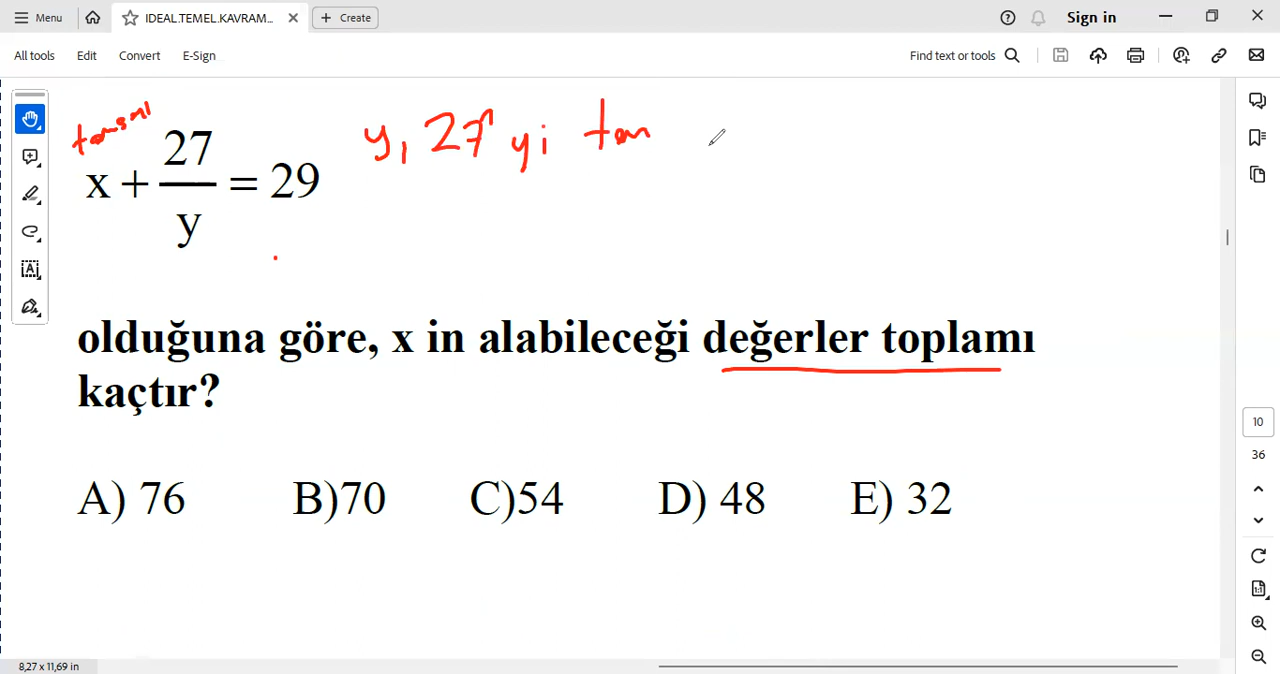 Menu
IDEAL.TEMEL.KAVRAM...
Create
Sign in
All tools
Edit
Convert
E-Sign
Find text or tools
y, 27 yi tam
x + 27/y = 29
olduğuna göre, x in alabileceği değerler toplamı
kaçtır?
A) 76 B)70 C)54 D) 48 E) 32
10
36
8,27 x 11,69 in